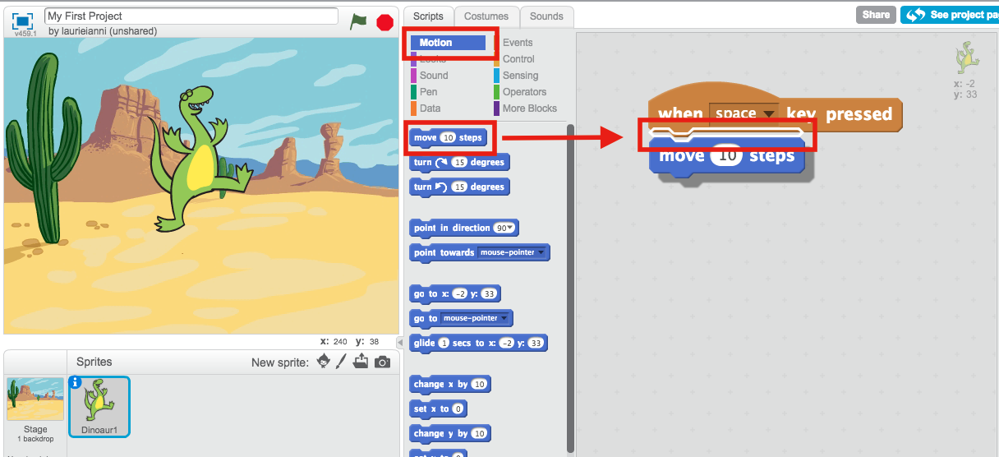 My First Project
by laurieianni (unshared)
v459.1
Scripts
Costumes
Sounds
Share
See project pag
Motion
Events
Looks
Control
Sound
Sensing
Pen
Operators
Data
More Blocks
move 10 steps
turn 15 degrees
turn 15 degrees
point in direction 90
point towards mouse-pointer
go to x: -2 y: 33
go to mouse-pointer
glide 1 secs to x: -2 y: 33
change x by 10
set x to 0
change y by 10
set y to 0
when space key pressed
move 10 steps
x: -2
y: 33
x: 240 y: 38
Sprites
New sprite:
Stage
1 backdrop
Dinoaur1